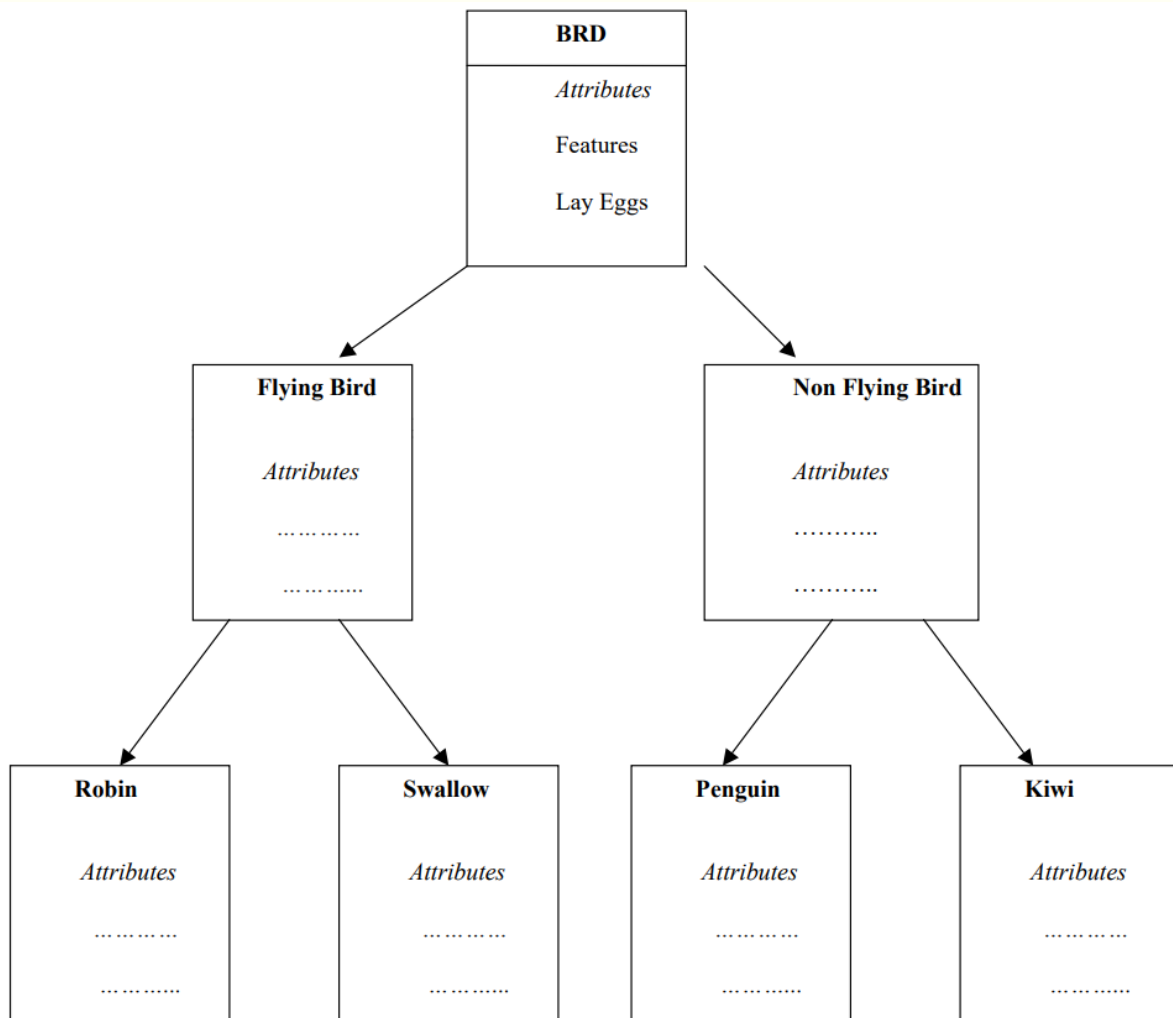 BRD
Attributes
Features
Lay Eggs
Flying Bird
Non Flying Bird
Attributes
Attributes
…………
………..
………...
………..
Robin
Swallow
Penguin
Kiwi
Attributes
Attributes
Attributes
Attributes
…………
…………
…………
…………
………...
………...
………...
………...